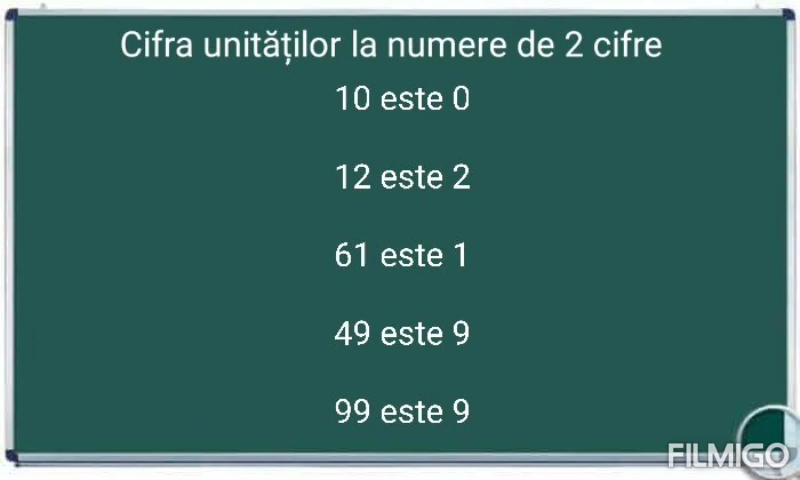 Cifra unităților la numere de 2 cifre
10 este 0
12 este 2
61 este 1
49 este 9
99 este 9
FILMIGO